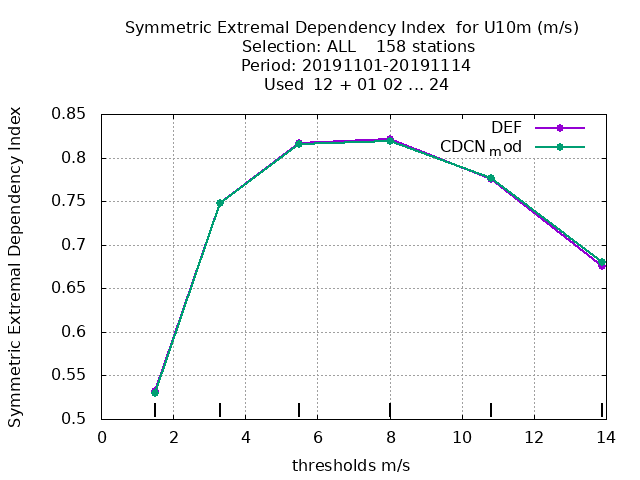 Symmetric Extremal Dependency Index for U10m (m/s)
Selection: ALL 158 stations
Period: 20191101-20191114
Used 12 + 01 02 ... 24
Symmetric Extremal Dependency Index
0.85
0.8
0.75
0.7
0.65
0.6
0.55
0.5
DEF
CDCN_mod
0 2 4 6 8 10 12 14
thresholds m/s